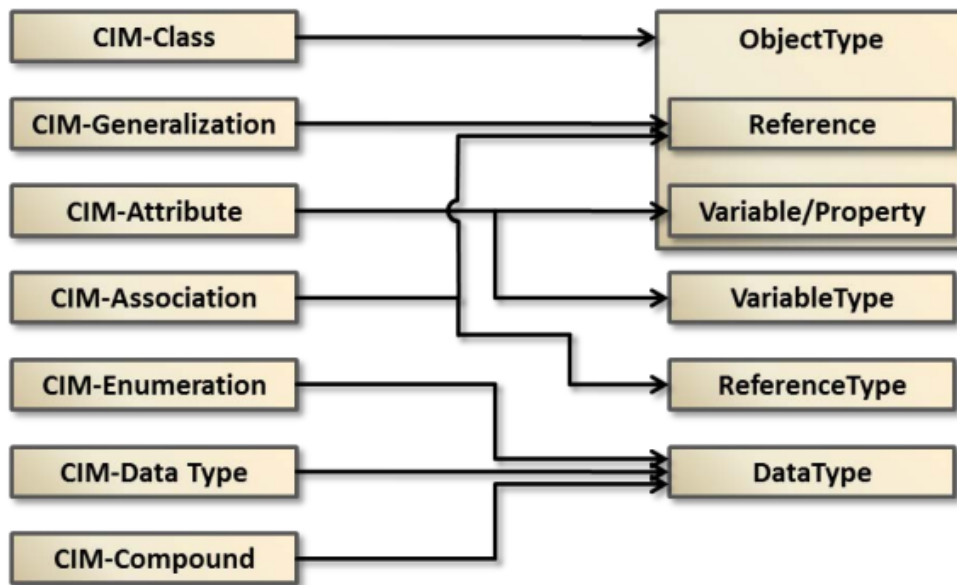 CIM-Class
ObjectType
CIM-Generalization
Reference
CIM-Attribute
Variable/Property
CIM-Association
VariableType
CIM-Enumeration
ReferenceType
CIM-Data Type
DataType
CIM-Compound